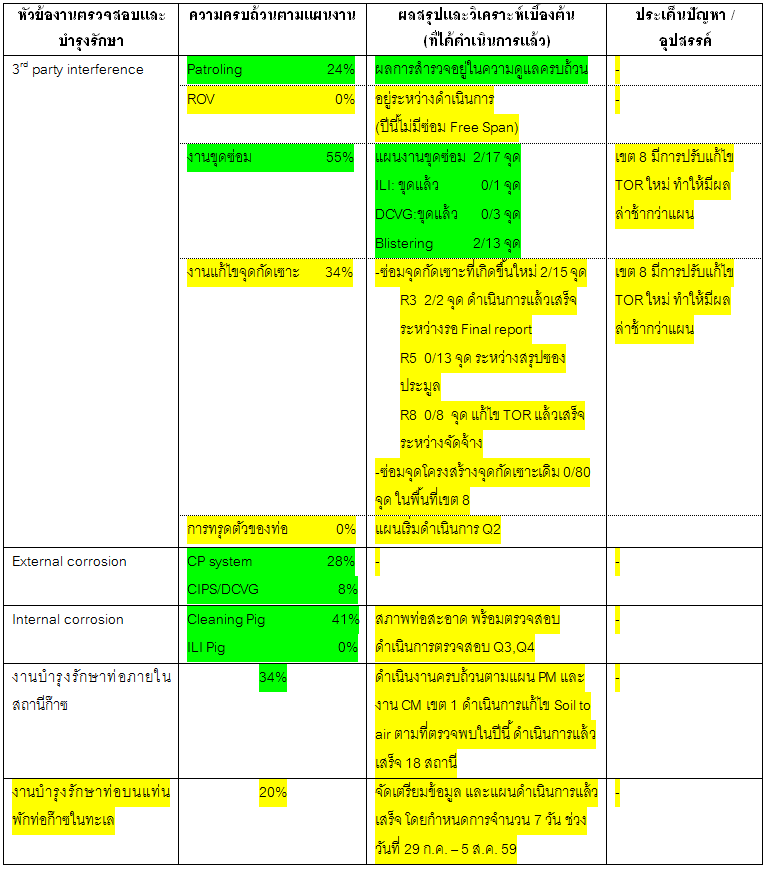 หัวข้องานตรวจสอบและ
บำรุงรักษา
ความครบถ้วนตามแผนงาน
ผลสรุปและวิเคราะห์เบื้องต้น
(ที่ได้ดำเนินการแล้ว)
ประเด็นปัญหา /
อุปสรรค์
3rd party interference
Patroling 24%
ผลการสำรวจอยู่ในความดูแลครบถ้วน
-
ROV 0%
อยู่ระหว่างดำเนินการ
(ปีนี้ไม่มีซ่อม Free Span)
-
งานขุดซ่อม 55%
แผนงานขุดซ่อม 2/17 จุด
ILI: ขุดแล้ว 0/1 จุด
DCVG:ขุดแล้ว 0/3 จุด
Blistering 2/13 จุด
เขต 8 มีการปรับแก้ไข
TOR ใหม่ ทำให้มีผล
ล่าช้ากว่าแผน
งานแก้ไขจุดกัดเซาะ 34%
-ซ่อมจุดกัดเซาะที่เกิดขึ้นใหม่ 2/15 จุด
R3 2/2 จุด ดำเนินการแล้วเสร็จ
ระหว่างรอ Final report
R5 0/13 จุด ระหว่างสรุปซอง
ประมูล
R8 0/8 จุด แก้ไข TOR แล้วเสร็จ
ระหว่างจัดจ้าง
-ซ่อมจุดโครงสร้างจุดกัดเซาะเดิม 0/80
จุด ในพื้นที่เขต 8
เขต 8 มีการปรับแก้ไข
TOR ใหม่ ทำให้มีผล
ล่าช้ากว่าแผน
การทรุดตัวของท่อ 0%
แผนเริ่มดำเนินการ Q2
External corrosion
CP system 28%
CIPS/DCVG 8%
-
-
Internal corrosion
Cleaning Pig 41%
ILI Pig 0%
สภาพท่อสะอาด พร้อมตรวจสอบ
ดำเนินการตรวจสอบ Q3,Q4
-
งานบำรุงรักษาท่อภายใน
สถานีก๊าซ
34%
ดำเนินงานครบถ้วนตามแผน PM และ
งาน CM เขต 1 ดำเนินการแก้ไข Soil to
air ตามที่ตรวจพบในปีนี้ ดำเนินการแล้ว
เสร็จ 18 สถานี
-
งานบำรุงรักษาท่อบนแท่น
พักท่อก๊าซในทะเล
20%
จัดเตรียมข้อมูล และแผนดำเนินการแล้ว
เสร็จ โดยกำหนดการจำนวน 7 วัน ช่วง
วันที่ 29 ก.ค. – 5 ส.ค. 59
-